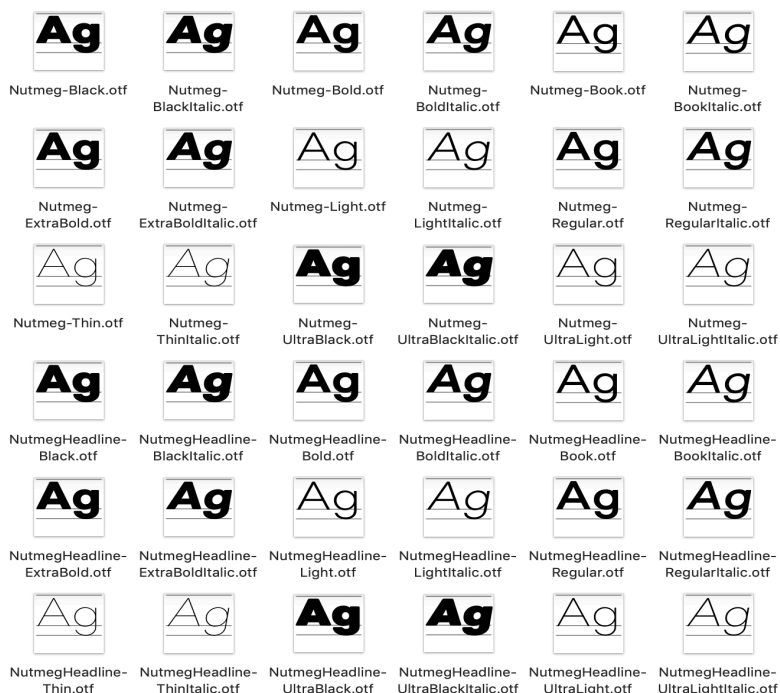 Ag Ag Ag Ag Ag Ag
Nutmeg-Black.otf Nutmeg- Nutmeg-Bold.otf Nutmeg- Nutmeg-Book.otf Nutmeg-
BlackItalic.otf BoldItalic.otf BookItalic.otf
Ag Ag Ag Ag Ag Ag
Nutmeg- Nutmeg- Nutmeg-Light.otf Nutmeg- Nutmeg- Nutmeg-
ExtraBold.otf ExtraBoldItalic.otf LightItalic.otf Regular.otf RegularItalic.otf
Ag Ag Ag Ag Ag Ag
Nutmeg-Thin.otf Nutmeg- Nutmeg- Nutmeg- Nutmeg- Nutmeg-
ThinItalic.otf UltraBlack.otf UltraBlackItalic.otf UltraLight.otf UltraLightItalic.otf
Ag Ag Ag Ag Ag Ag
NutmegHeadline- NutmegHeadline- NutmegHeadline- NutmegHeadline- NutmegHeadline- NutmegHeadline-
Black.otf BlackItalic.otf Bold.otf BoldItalic.otf Book.otf BookItalic.otf
Ag Ag Ag Ag Ag Ag
NutmegHeadline- NutmegHeadline- NutmegHeadline- NutmegHeadline- NutmegHeadline- NutmegHeadline-
ExtraBold.otf ExtraBoldItalic.otf Light.otf LightItalic.otf Regular.otf RegularItalic.otf
Ag Ag Ag Ag Ag Ag
NutmegHeadline- NutmegHeadline- NutmegHeadline- NutmegHeadline- NutmegHeadline- NutmegHeadline-
Thin.otf ThinItalic.otf UltraBlack.otf UltraBlackItalic.otf UltraLight.otf UltraLightItalic.otf